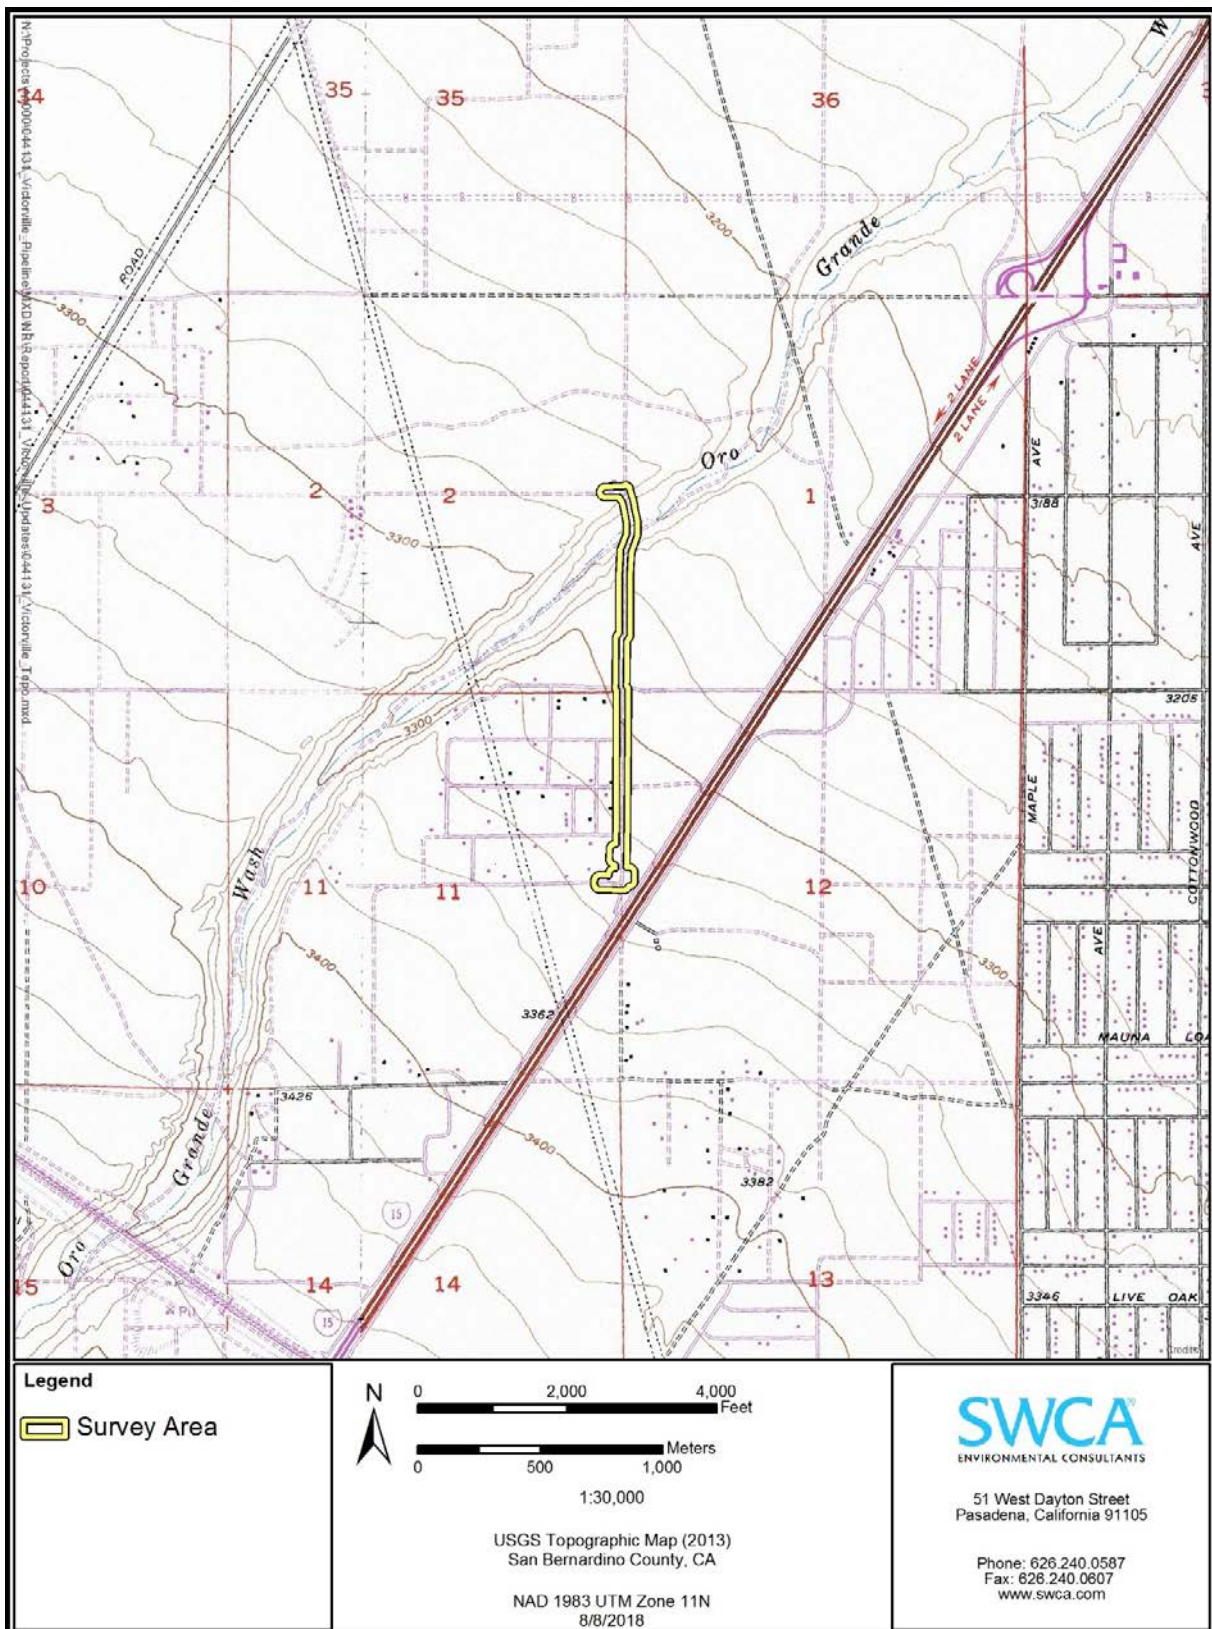 N:\Projects\
W
34
35
35
36
ROAD
3200
Grande
3300
2 LANE
2 LANE
Oro
AVE
3
2
2
1
3188
AVE
3300
3205
3300
MAPLE
COTTONWOOD
Wash
10
11
11
12
AVE
3400
3300
3362
MAUNA LOA
3426
Grande
3400
3382
15
Oro
15
14
14
13
3346
LIVE OAK
Pit
15
Credits
Legend
Survey Area
N
0 2,000 4,000
Feet
Meters
0 500 1,000
1:30,000
USGS Topographic Map (2013)
San Bernardino County, CA
NAD 1983 UTM Zone 11N
8/8/2018
SWCA®
ENVIRONMENTAL CONSULTANTS
51 West Dayton Street
Pasadena, California 91105
Phone: 626.240.0587
Fax: 626.240.0607
www.swca.com